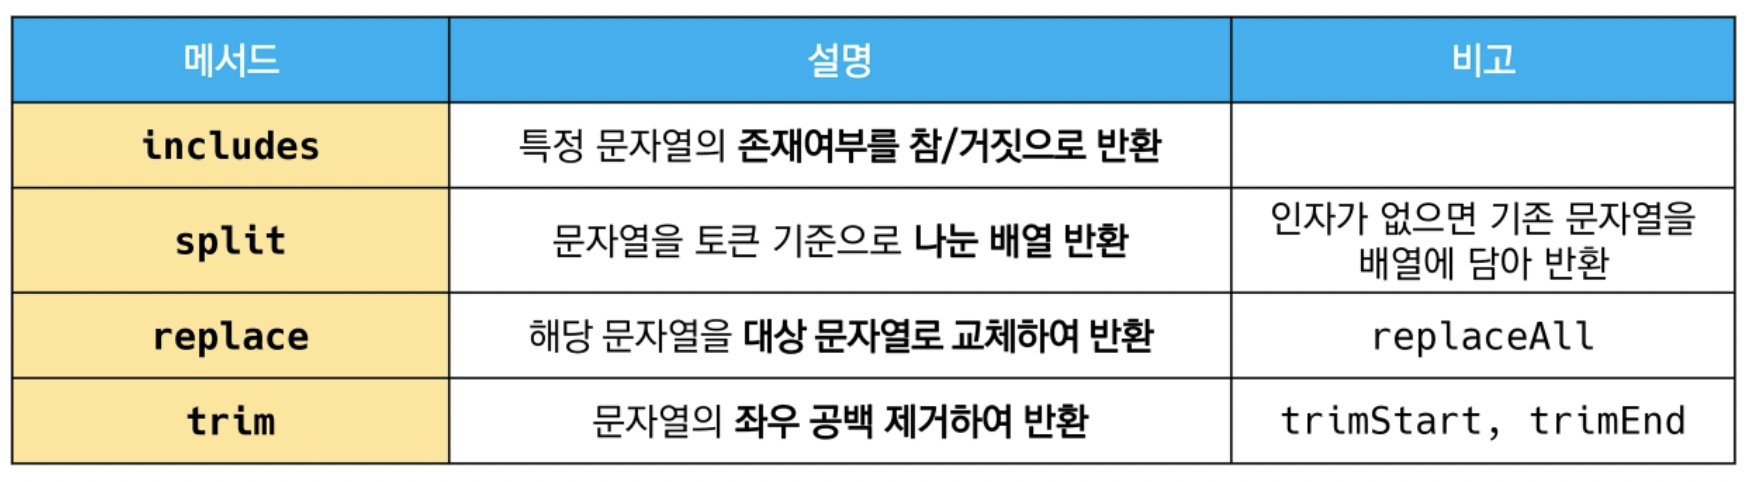 메서드 설명 비고
includes 특정 문자열의 존재여부를 참/거짓으로 반환
split 문자열을 토큰 기준으로 나눈 배열 반환 인자가 없으면 기존 문자열을
배열에 담아 반환
replace 해당 문자열을 대상 문자열로 교체하여 반환 replaceAll
trim 문자열의 좌우 공백 제거하여 반환 trimStart, trimEnd